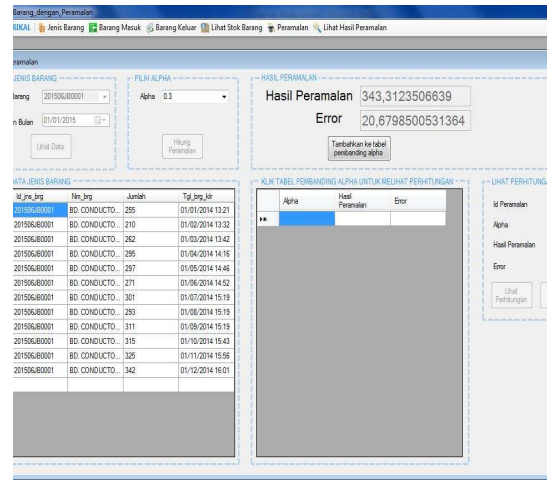 Barang_dengan_Peramalan
RIKAL Jenis Barang Barang Masuk Barang Keluar Lihat Stok Barang Peramalan Lihat Hasil Peramalan
eramalan
JENIS BARANG
Barang 201506JB0001
n Bulan 01/01/2015
Lihat Data
PILIH ALPHA
Alpha 0.3
Hitung
Peramalan
HASIL PERAMALAN
Hasil Peramalan 343,3123506639
Error 20,6798500531364
Tambahkan ke tabel
pembanding alpha
DATA JENIS BARANG
Id_jns_brg Nm_brg Jumlah Tgl_brg_klr
201506JB0001 BD. CONDUCTO... 255 01/01/2014 13:21
201506JB0001 BD. CONDUCTO... 210 01/02/2014 13:32
201506JB0001 BD. CONDUCTO... 262 01/03/2014 13:42
201506JB0001 BD. CONDUCTO... 295 01/04/2014 14:16
201506JB0001 BD. CONDUCTO... 297 01/05/2014 14:46
201506JB0001 BD. CONDUCTO... 271 01/06/2014 14:52
201506JB0001 BD. CONDUCTO... 301 01/07/2014 15:19
201506JB0001 BD. CONDUCTO... 293 01/08/2014 15:19
201506JB0001 BD. CONDUCTO... 311 01/09/2014 15:19
201506JB0001 BD. CONDUCTO... 315 01/10/2014 15:43
201506JB0001 BD. CONDUCTO... 325 01/11/2014 15:56
201506JB0001 BD. CONDUCTO... 342 01/12/2014 16:01
KLIK TABEL PEMBANDING ALPHA UNTUK MELIHAT PERHITUNGAN
Alpha Hasil Peramalan Error
LIHAT PERHITUNGA
Id Peramalan
Alpha
Hasil Peramalan
Error
Lihat
Perhitungan